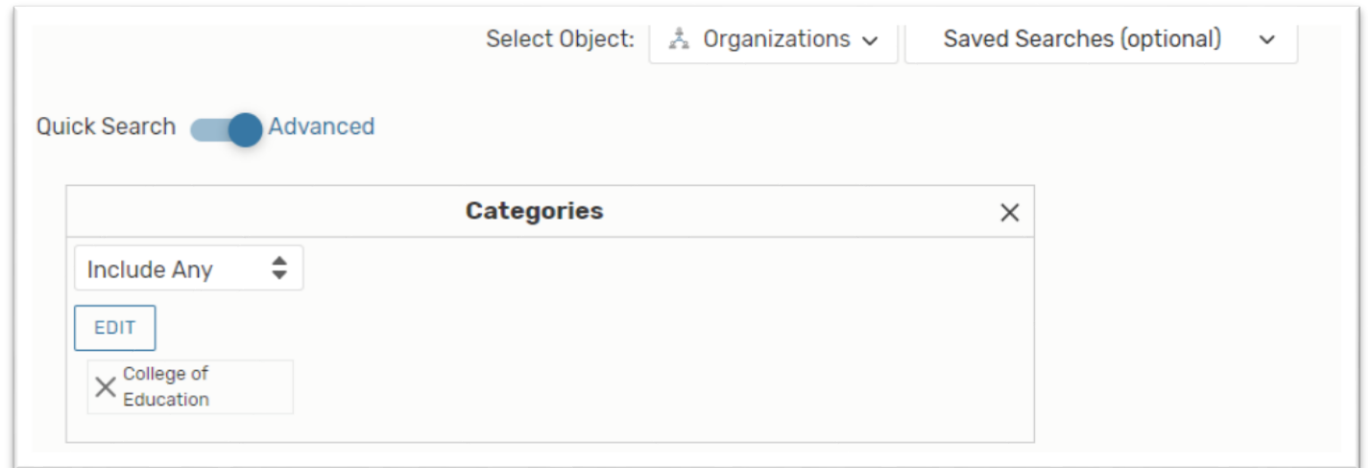 Select Object: Organizations Saved Searches (optional)
Quick Search Advanced
Categories
Include Any
EDIT
College of
Education